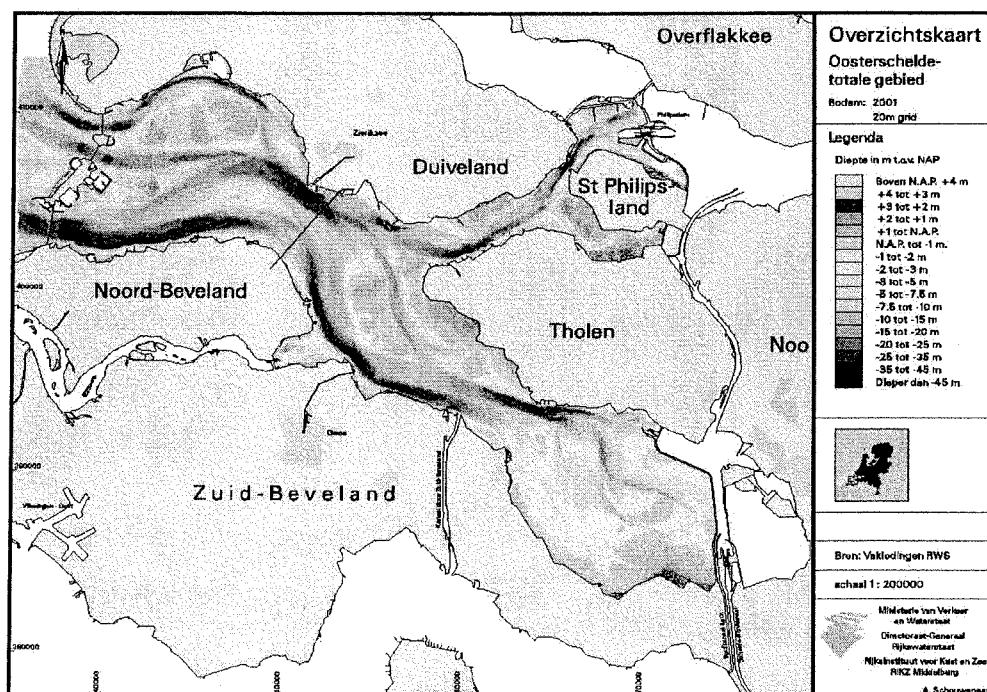 Overflakkee
Zierikzee
Philipsdam
Duiveland
St Philips-
land
Noord-Beveland
Tholen
Noo
Goes
Zuid-Beveland
400000
380000
Overzichtskaart
Oosterschelde-
totale gebied
Bodem: 2001
20m grid
Legenda
Diepte in m t.o.v. NAP
Boven N.A.P. +4 m
+4 tot +3 m
+3 tot +2 m
+2 tot +1 m
+1 tot N.A.P.
N.A.P. tot -1 m.
-1 tot -2 m
-2 tot -3 m
-3 tot -5 m
-5 tot -7.5 m
-7.5 tot -10 m
-10 tot -15 m
-15 tot -20 m
-20 tot -25 m
-25 tot -35 m
-35 tot -45 m
Dieper dan -45 m
Bron: Vaklodingen RWS
schaal 1 : 200000
Ministerie van Verkeer
en Waterstaat
Directoraat-Generaal
Rijkswaterstaat
Rijksinstituut voor Kust en Zee
RIKZ Middelburg